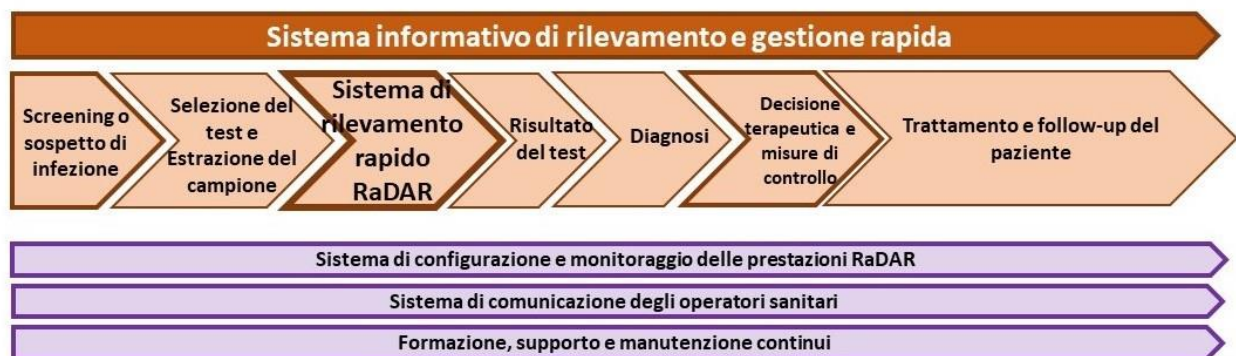 Sistema informativo di rilevamento e gestione rapida
Screening o
sospetto di
infezione
Selezione del
test e
Estrazione del
campione
Sistema di
rilevamento
rapido
RaDAR
Risultato
del test
Diagnosi
Decisione
terapeutica e
misure di
controllo
Trattamento e follow-up del
paziente
Sistema di configurazione e monitoraggio delle prestazioni RaDAR
Sistema di comunicazione degli operatori sanitari
Formazione, supporto e manutenzione continui